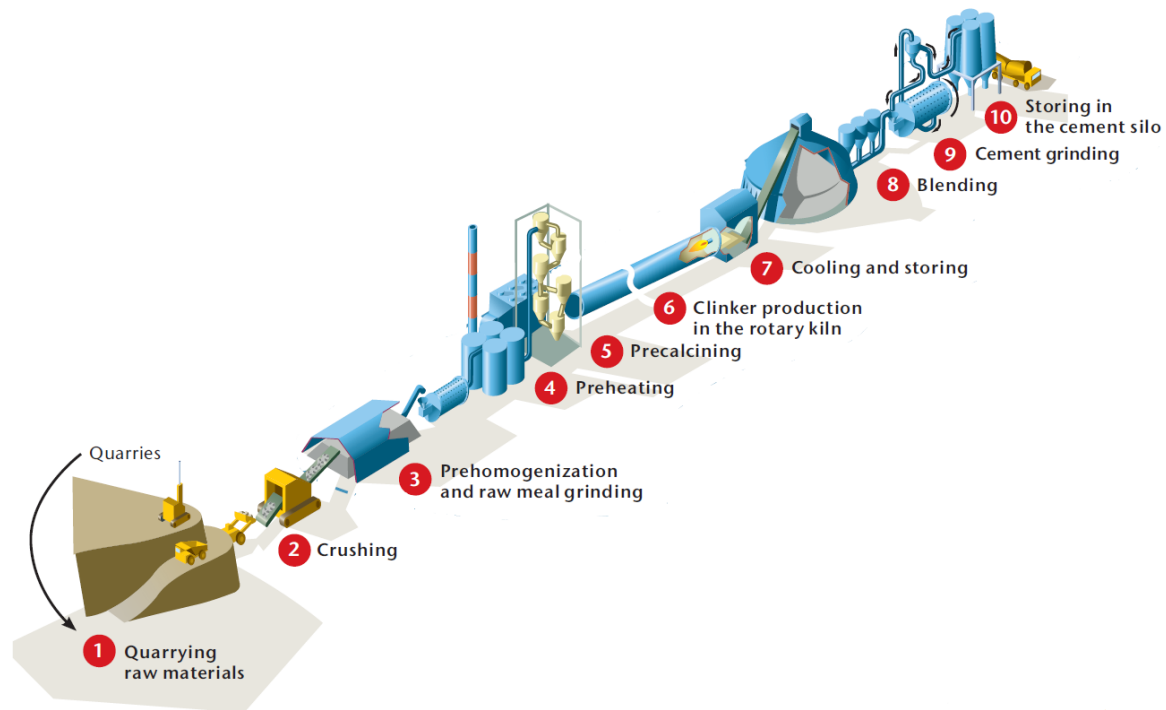 Quarries
1 Quarrying
raw materials
2 Crushing
3 Prehomogenization
and raw meal grinding
4 Preheating
5 Precalcining
6 Clinker production
in the rotary kiln
7 Cooling and storing
8 Blending
9 Cement grinding
10 Storing in
the cement silo